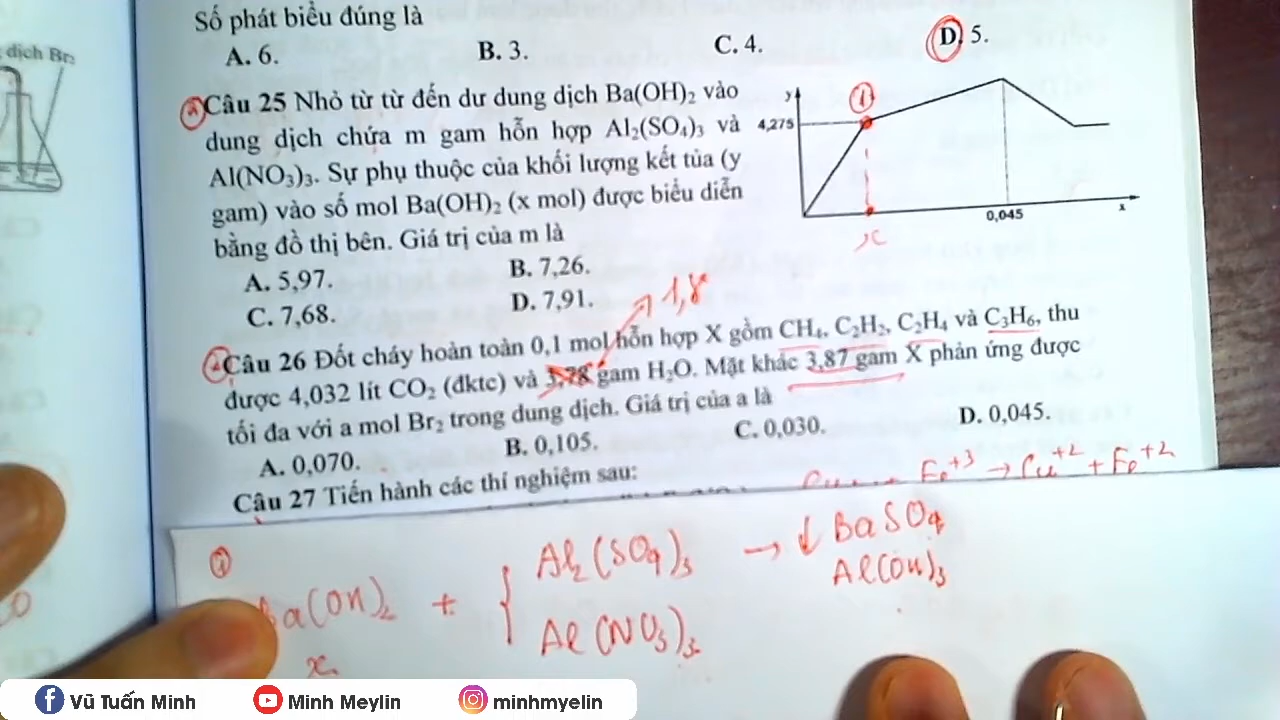 dịch Br₂
Số phát biểu đúng là
A. 6. B. 3. C. 4. D. 5.
Câu 25 Nhỏ từ từ đến dư dung dịch Ba(OH)₂ vào
dung dịch chứa m gam hỗn hợp Al₂(SO₄)₃ và
Al(NO₃)₃. Sự phụ thuộc của khối lượng kết tủa (y
gam) vào số mol Ba(OH)₂ (x mol) được biểu diễn
bằng đồ thị bên. Giá trị của m là
A. 5,97. B. 7,26.
C. 7,68. D. 7,91.
y
1
4,275
0,045
x
x
1,8
Câu 26 Đốt cháy hoàn toàn 0,1 mol hỗn hợp X gồm CH₄, C₂H₂, C₂H₄ và C₃H₆, thu
được 4,032 lít CO₂ (đktc) và 3,78 gam H₂O. Mặt khác 3,87 gam X phản ứng được
tối đa với a mol Br₂ trong dung dịch. Giá trị của a là
A. 0,070. B. 0,105. C. 0,030. D. 0,045.
Câu 27 Tiến hành các thí nghiệm sau:
Fe⁺³ → Cu⁺² + Fe⁺²
1
Ba(OH)₂ + { Al₂(SO₄)₃ → ↓ BaSO₄
Al(OH)₃
Al(NO₃)₃
x
Vũ Tuấn Minh Minh Meylin minhmyelin